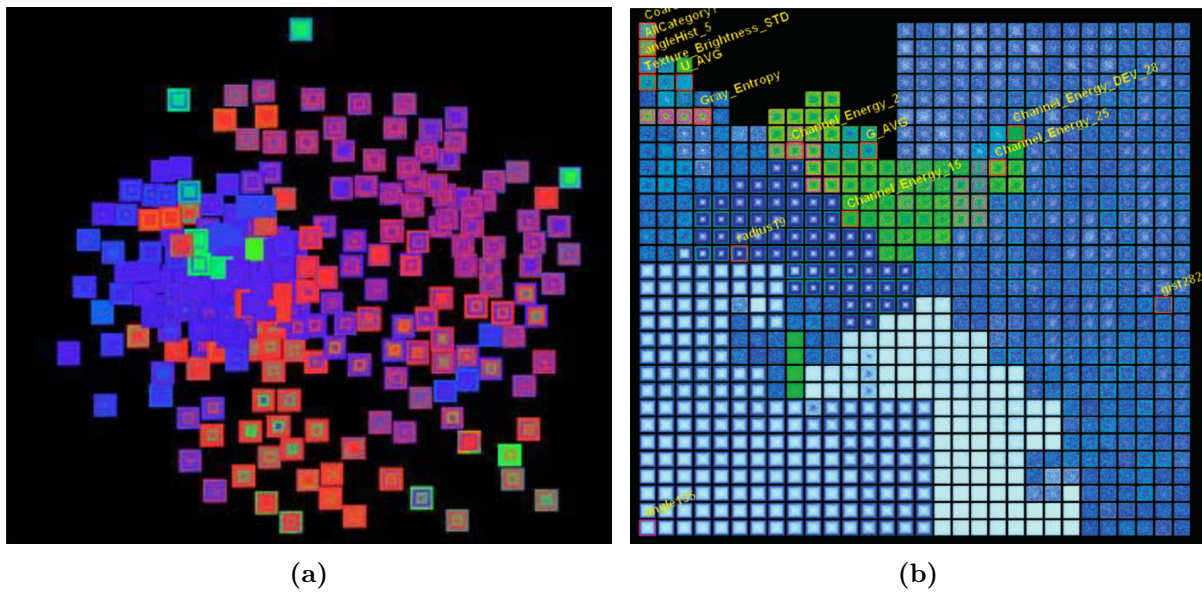 AllCategory
angleHist_5
Texture_Brightness_STD
U_AVG
Gray_Entropy
Channel_Energy_2
G_AVG
Channel_Energy_DEV_28
Channel_Energy_25
Channel_Energy_15
radius19
gist282
angle135
(a)
(b)